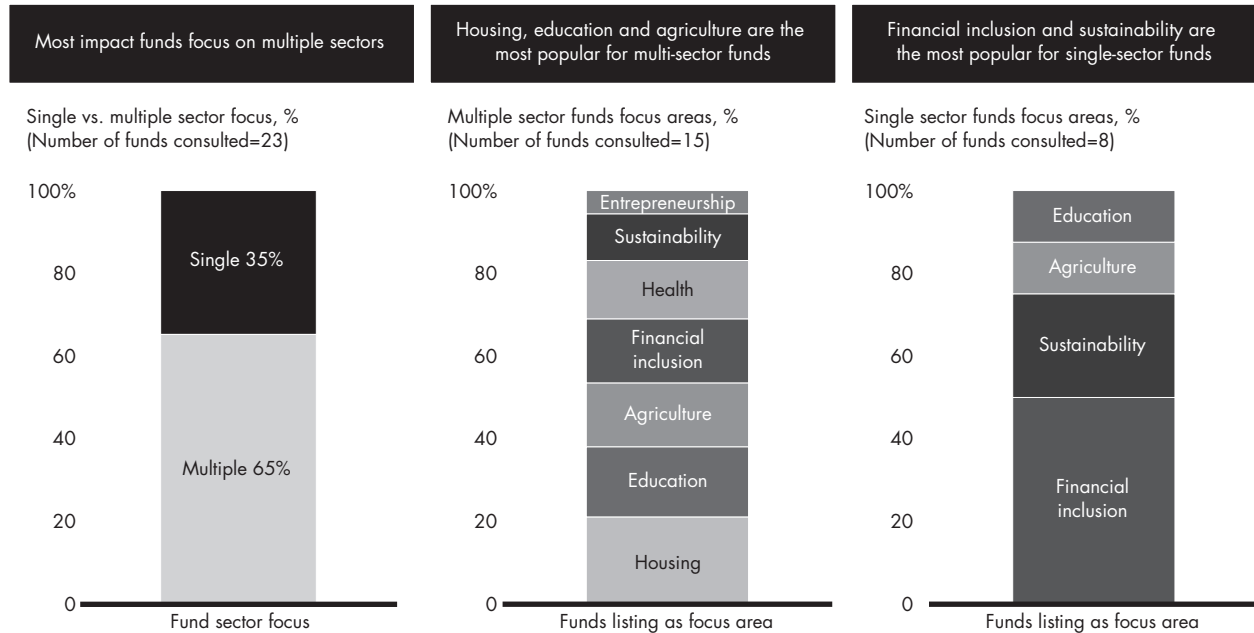 Most impact funds focus on multiple sectors
Single vs. multiple sector focus, %
(Number of funds consulted=23)
100%
80
60
40
20
0
Single 35%
Multiple 65%
Fund sector focus
Housing, education and agriculture are the
most popular for multi-sector funds
Multiple sector funds focus areas, %
(Number of funds consulted=15)
100%
80
60
40
20
0
Entrepreneurship
Sustainability
Health
Financial
inclusion
Agriculture
Education
Housing
Funds listing as focus area
Financial inclusion and sustainability are
the most popular for single-sector funds
Single sector funds focus areas, %
(Number of funds consulted=8)
100%
80
60
40
20
0
Education
Agriculture
Sustainability
Financial
inclusion
Funds listing as focus area